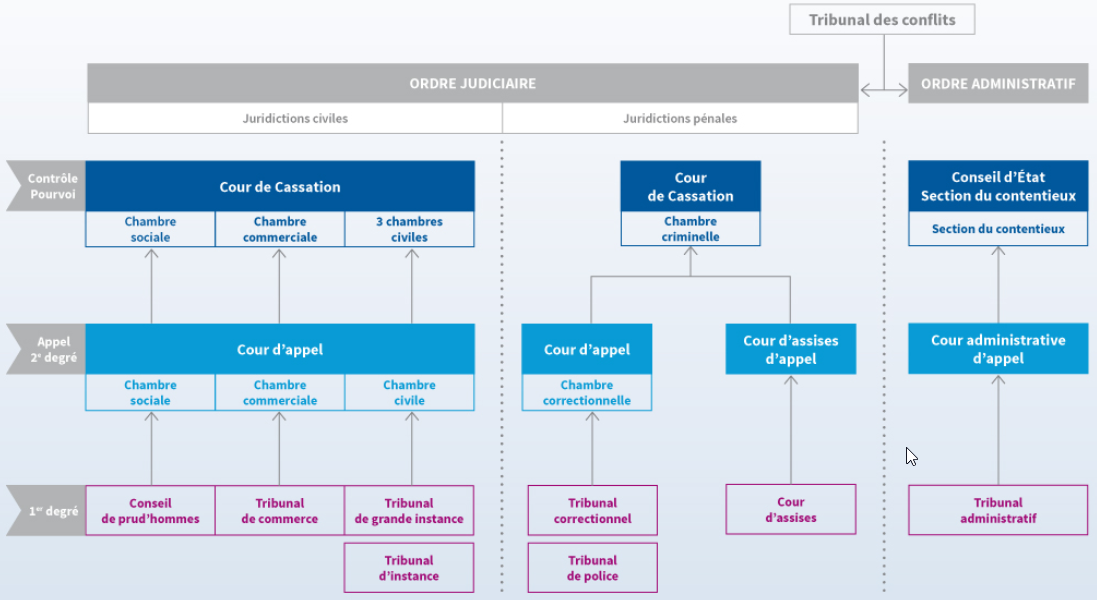 Tribunal des conflits
ORDRE JUDICIAIRE
ORDRE ADMINISTRATIF
Juridictions civiles
Juridictions pénales
Contrôle
Pourvoi
Cour de Cassation
Chambre
sociale
Chambre
commerciale
3 chambres
civiles
Cour
de Cassation
Chambre
criminelle
Conseil d'État
Section du contentieux
Section du contentieux
Appel
2e degré
Cour d'appel
Chambre
sociale
Chambre
commerciale
Chambre
civile
Cour d'appel
Chambre
correctionnelle
Cour d'assises
d'appel
Cour administrative
d'appel
1er degré
Conseil
de prud'hommes
Tribunal
de commerce
Tribunal
de grande instance
Tribunal
d'instance
Tribunal
correctionnel
Tribunal
de police
Cour
d'assises
Tribunal
administratif